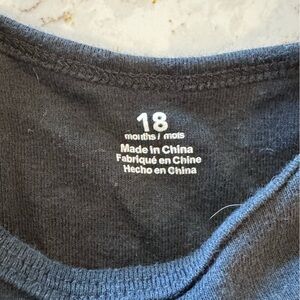 18
months / mois
Made in China
Fabriqué en Chine
Hecho en China